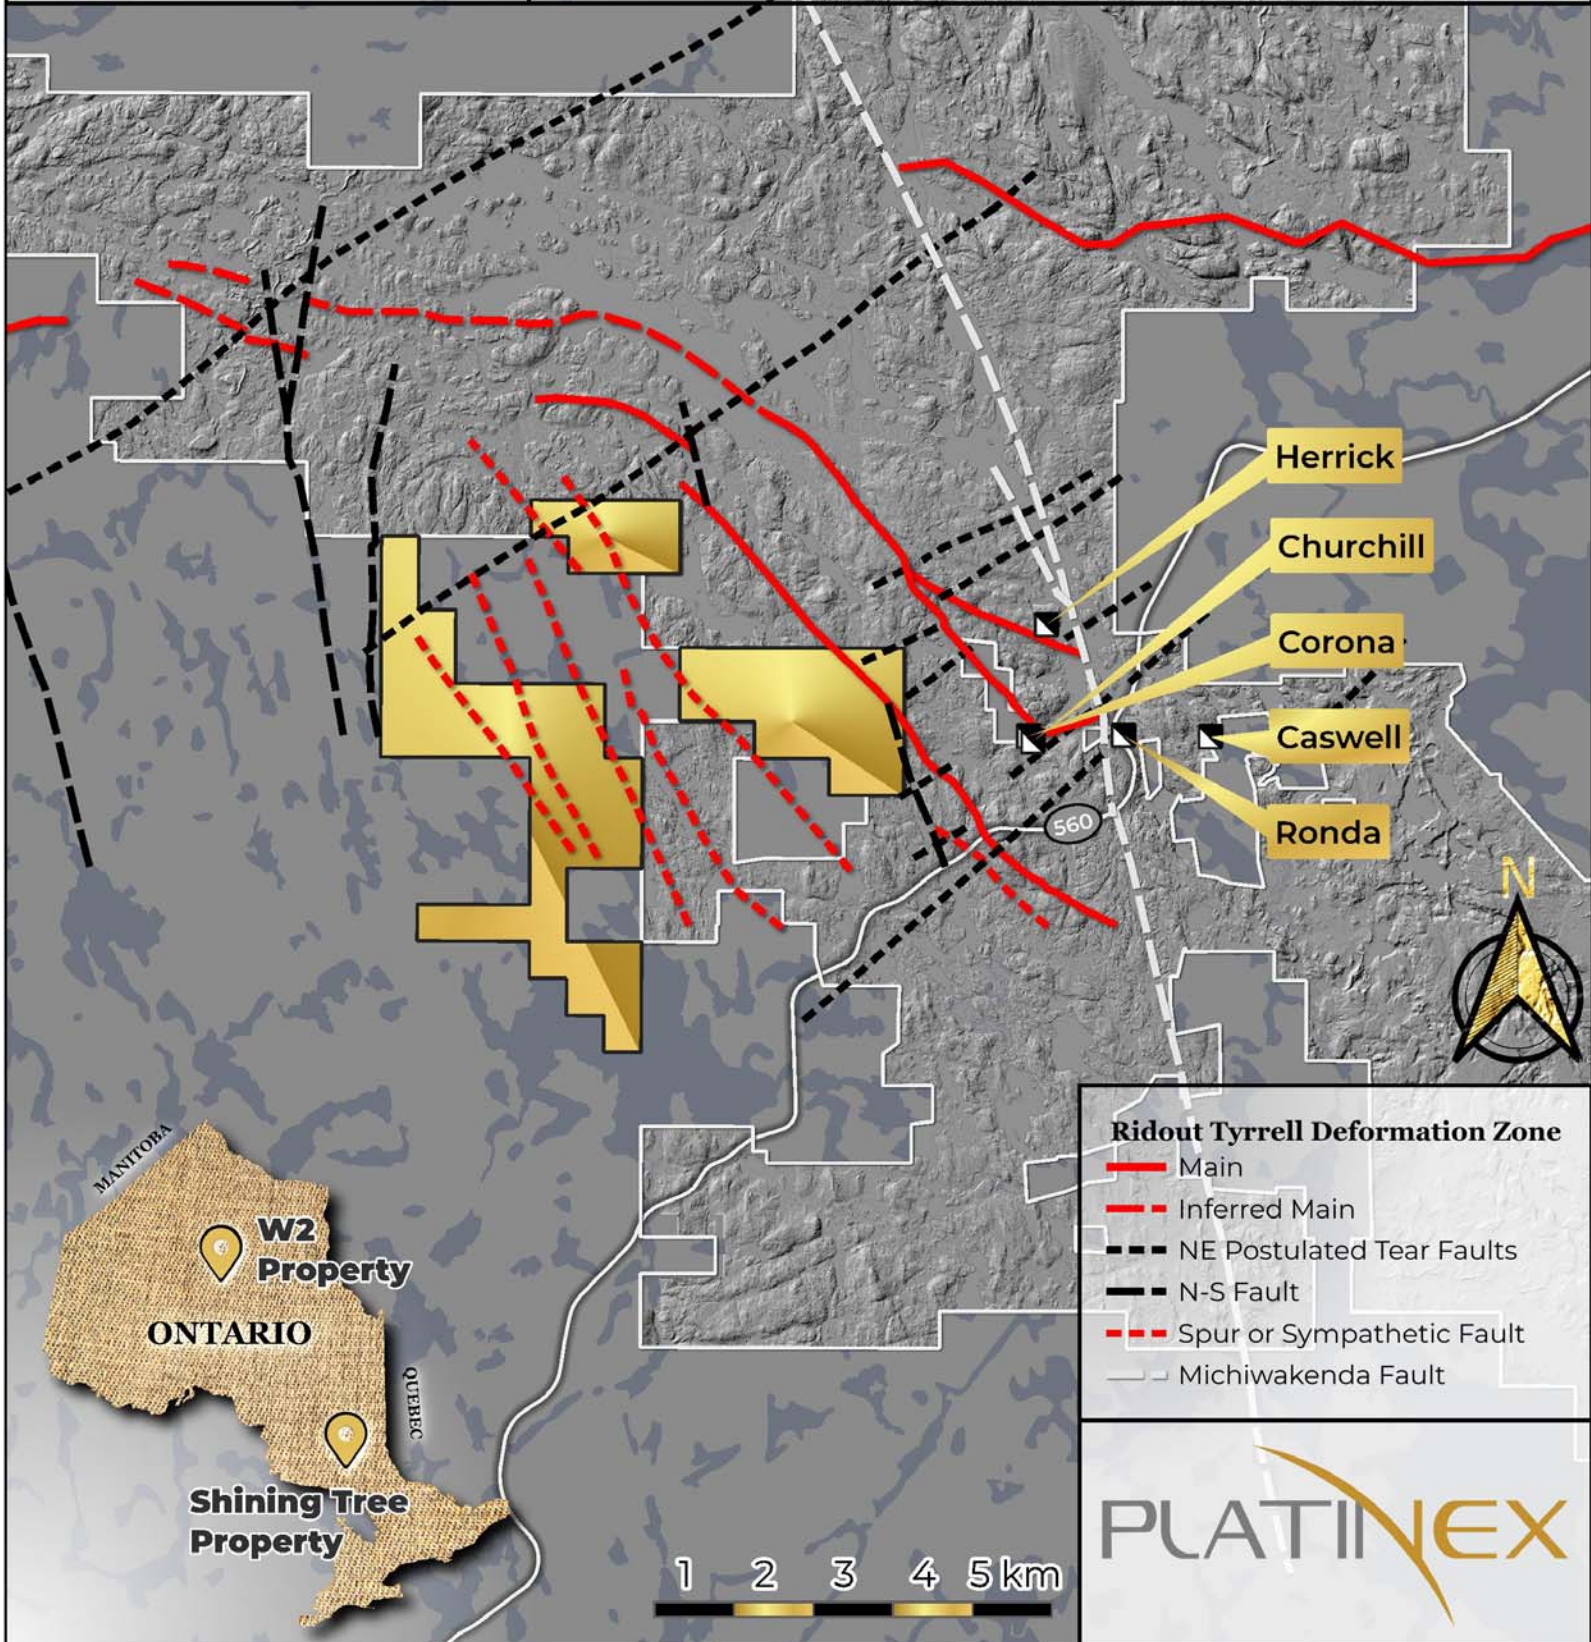 Herrick
Churchill
Corona
Caswell
Ronda
560
N
MANITOBA
W2
Property
ONTARIO
QUEBEC
Shining Tree
Property
1 2 3 4 5 km
Ridout Tyrrell Deformation Zone
Main
Inferred Main
NE Postulated Tear Faults
N-S Fault
Spur or Sympathetic Fault
Michiwakenda Fault
PLATINEX